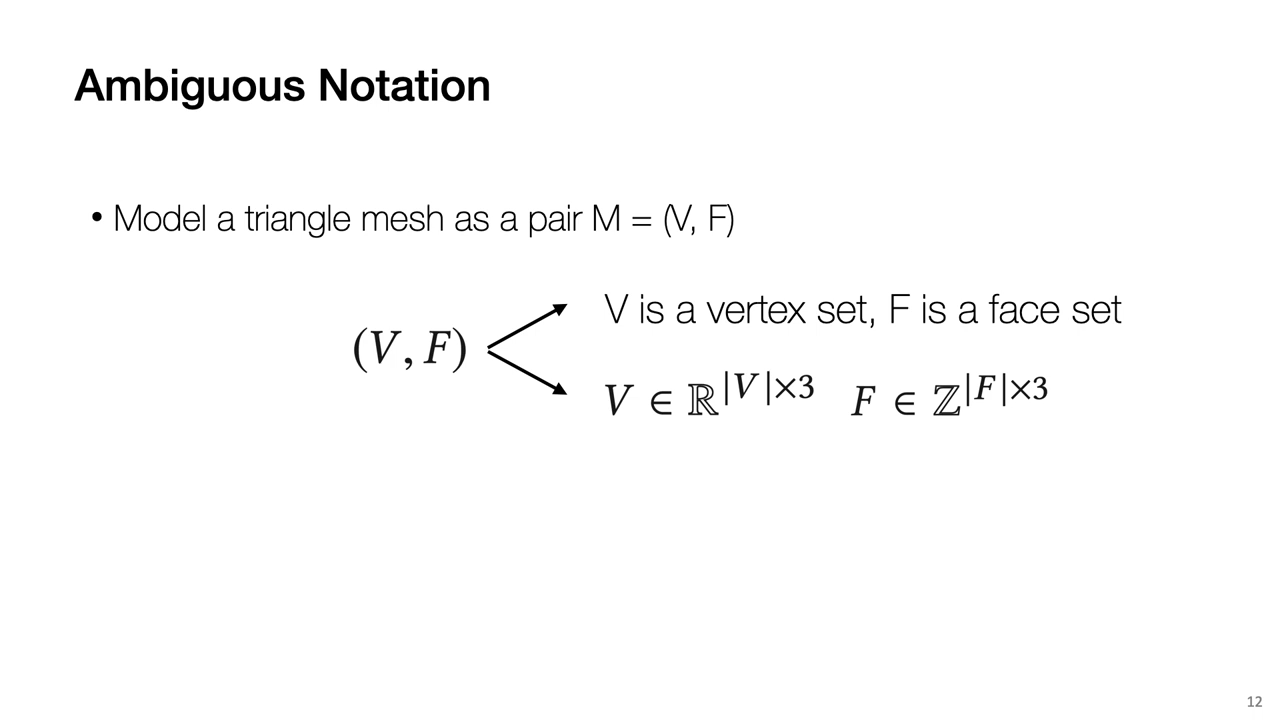 Ambiguous Notation
• Model a triangle mesh as a pair M = (V, F)
V is a vertex set, F is a face set
(V, F)
V ∈ ℝ^{|V|×3} F ∈ ℤ^{|F|×3}
12